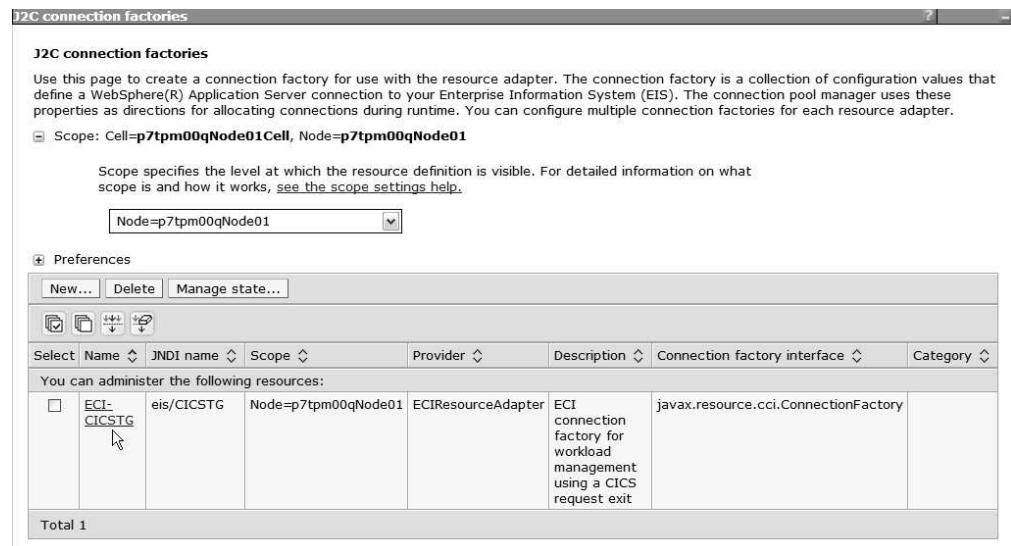 J2C connection factories
?
J2C connection factories
Use this page to create a connection factory for use with the resource adapter. The connection factory is a collection of configuration values that
define a WebSphere(R) Application Server connection to your Enterprise Information System (EIS). The connection pool manager uses these
properties as directions for allocating connections during runtime. You can configure multiple connection factories for each resource adapter.
Scope: Cell=p7tpm00qNode01Cell, Node=p7tpm00qNode01
Scope specifies the level at which the resource definition is visible. For detailed information on what
scope is and how it works, see the scope settings help.
Node=p7tpm00qNode01
Preferences
New... Delete Manage state...
Select Name JNDI name Scope Provider Description Connection factory interface Category
You can administer the following resources:
ECI- eis/CICSTG Node=p7tpm00qNode01 ECIResourceAdapter ECI javax.resource.cci.ConnectionFactory
CICSTG connection
factory for
workload
management
using a CICS
request exit
Total 1